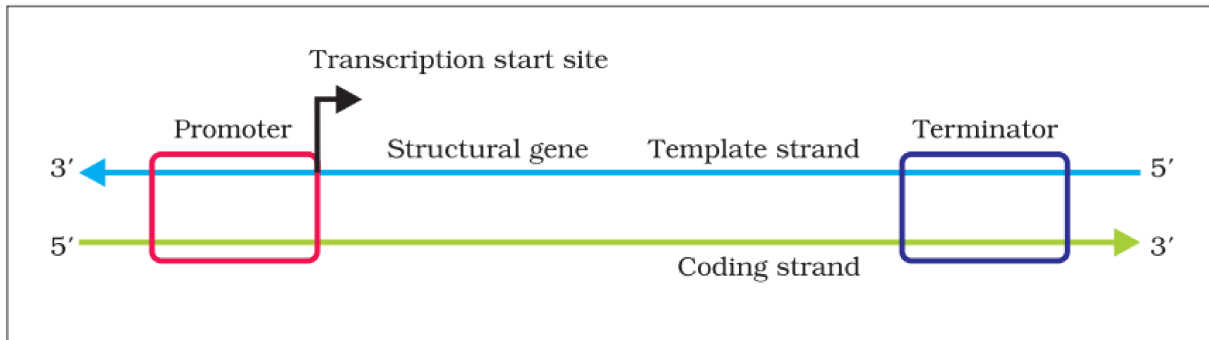 Transcription start site
Promoter
Terminator
Structural gene
Template strand
3′
5′
5′
3′
Coding strand